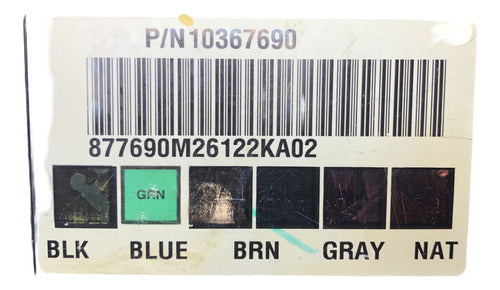 P/N10367690
877690M26122KA02
GRN
BLK BLUE BRN GRAY NAT